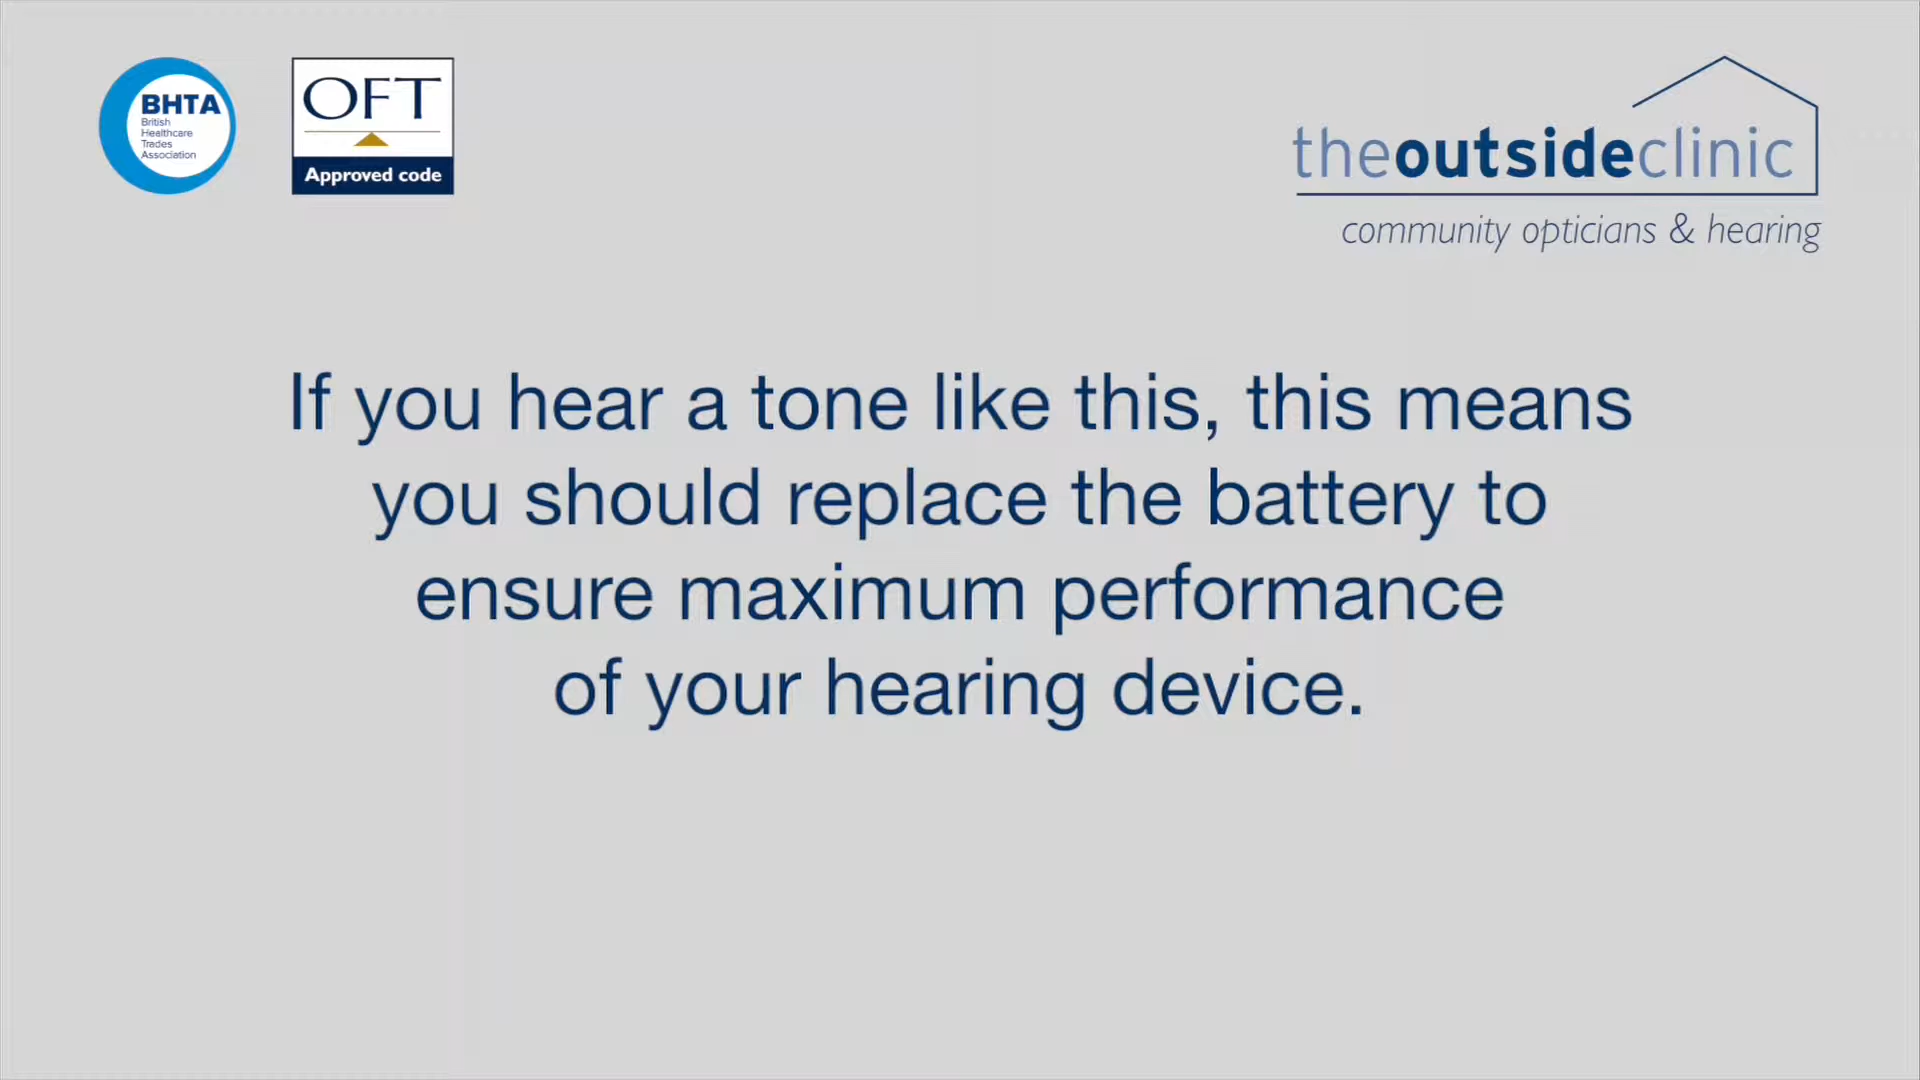 BHTA
British
Healthcare
Trades
Association
OFT
Approved code
theoutsideclinic
community opticians & hearing
If you hear a tone like this, this means
you should replace the battery to
ensure maximum performance
of your hearing device.